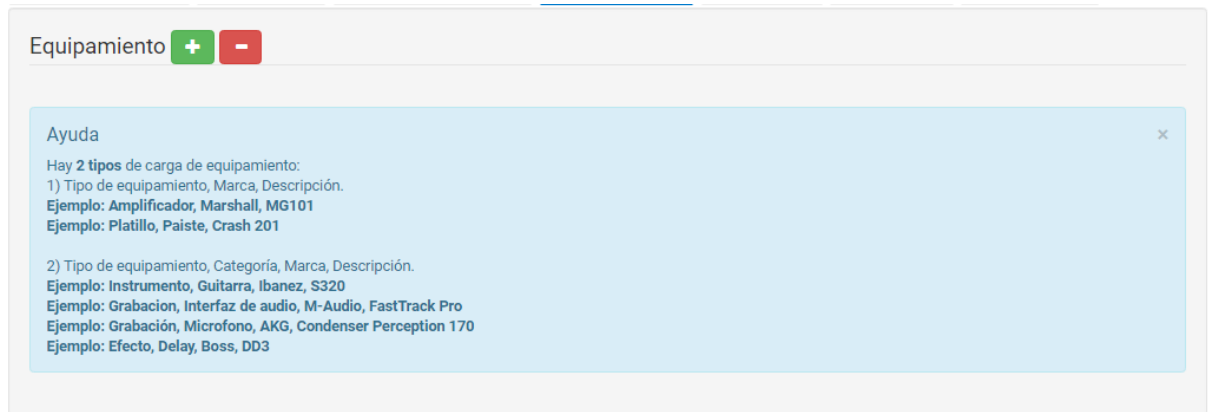 Equipamiento
Ayuda
Hay 2 tipos de carga de equipamiento:
1) Tipo de equipamiento, Marca, Descripción.
Ejemplo: Amplificador, Marshall, MG101
Ejemplo: Platillo, Paiste, Crash 201
2) Tipo de equipamiento, Categoría, Marca, Descripción.
Ejemplo: Instrumento, Guitarra, Ibanez, S320
Ejemplo: Grabacion, Interfaz de audio, M-Audio, FastTrack Pro
Ejemplo: Grabación, Microfono, AKG, Condenser Perception 170
Ejemplo: Efecto, Delay, Boss, DD3